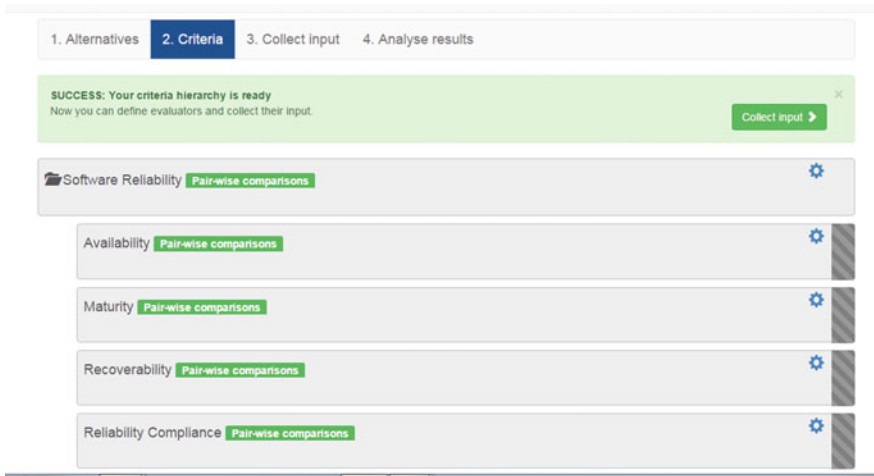 1. Alternatives 2. Criteria 3. Collect input 4. Analyse results
SUCCESS: Your criteria hierarchy is ready
Now you can define evaluators and collect their input.
×
Collect input
Software Reliability Pair-wise comparisons
Availability Pair-wise comparisons
Maturity Pair-wise comparisons
Recoverability Pair-wise comparisons
Reliability Compliance Pair-wise comparisons